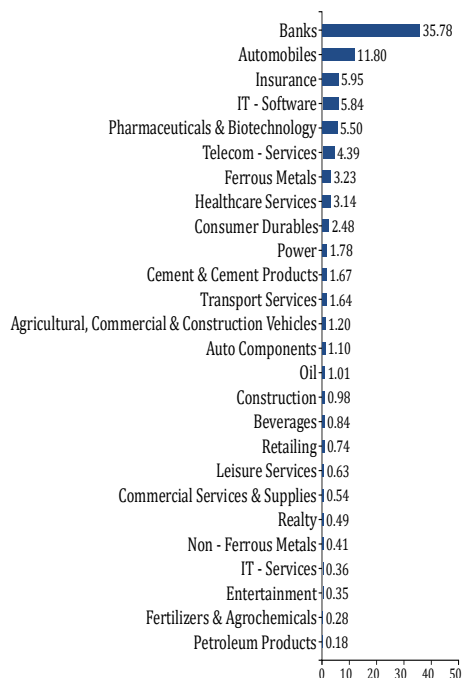 Banks 35.78
Automobiles 11.80
Insurance 5.95
IT - Software 5.84
Pharmaceuticals & Biotechnology 5.50
Telecom - Services 4.39
Ferrous Metals 3.23
Healthcare Services 3.14
Consumer Durables 2.48
Power 1.78
Cement & Cement Products 1.67
Transport Services 1.64
Agricultural, Commercial & Construction Vehicles 1.20
Auto Components 1.10
Oil 1.01
Construction 0.98
Beverages 0.84
Retailing 0.74
Leisure Services 0.63
Commercial Services & Supplies 0.54
Realty 0.49
Non - Ferrous Metals 0.41
IT - Services 0.36
Entertainment 0.35
Fertilizers & Agrochemicals 0.28
Petroleum Products 0.18
0 10 20 30 40 50